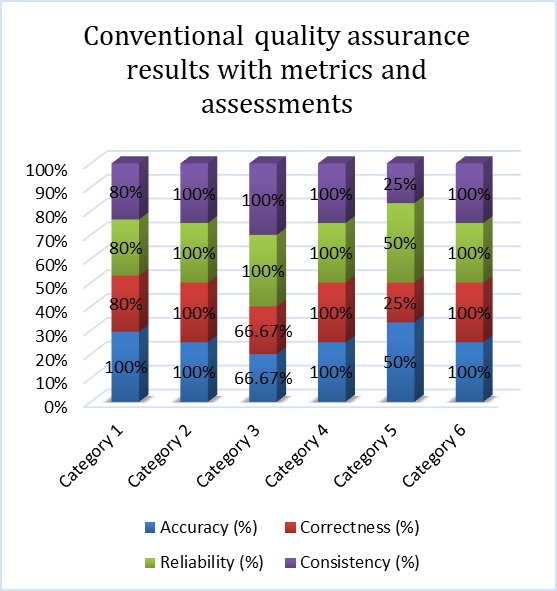 Conventional quality assurance
results with metrics and
assessments
100%
90%
80%
70%
60%
50%
40%
30%
20%
10%
0%
80% 100% 100% 100% 25% 100%
80% 100% 100% 100% 50% 100%
80% 100% 66.67% 100% 25% 100%
100% 100% 66.67% 100% 50% 100%
Category 1 Category 2 Category 3 Category 4 Category 5 Category 6
Accuracy (%) Correctness (%)
Reliability (%) Consistency (%)